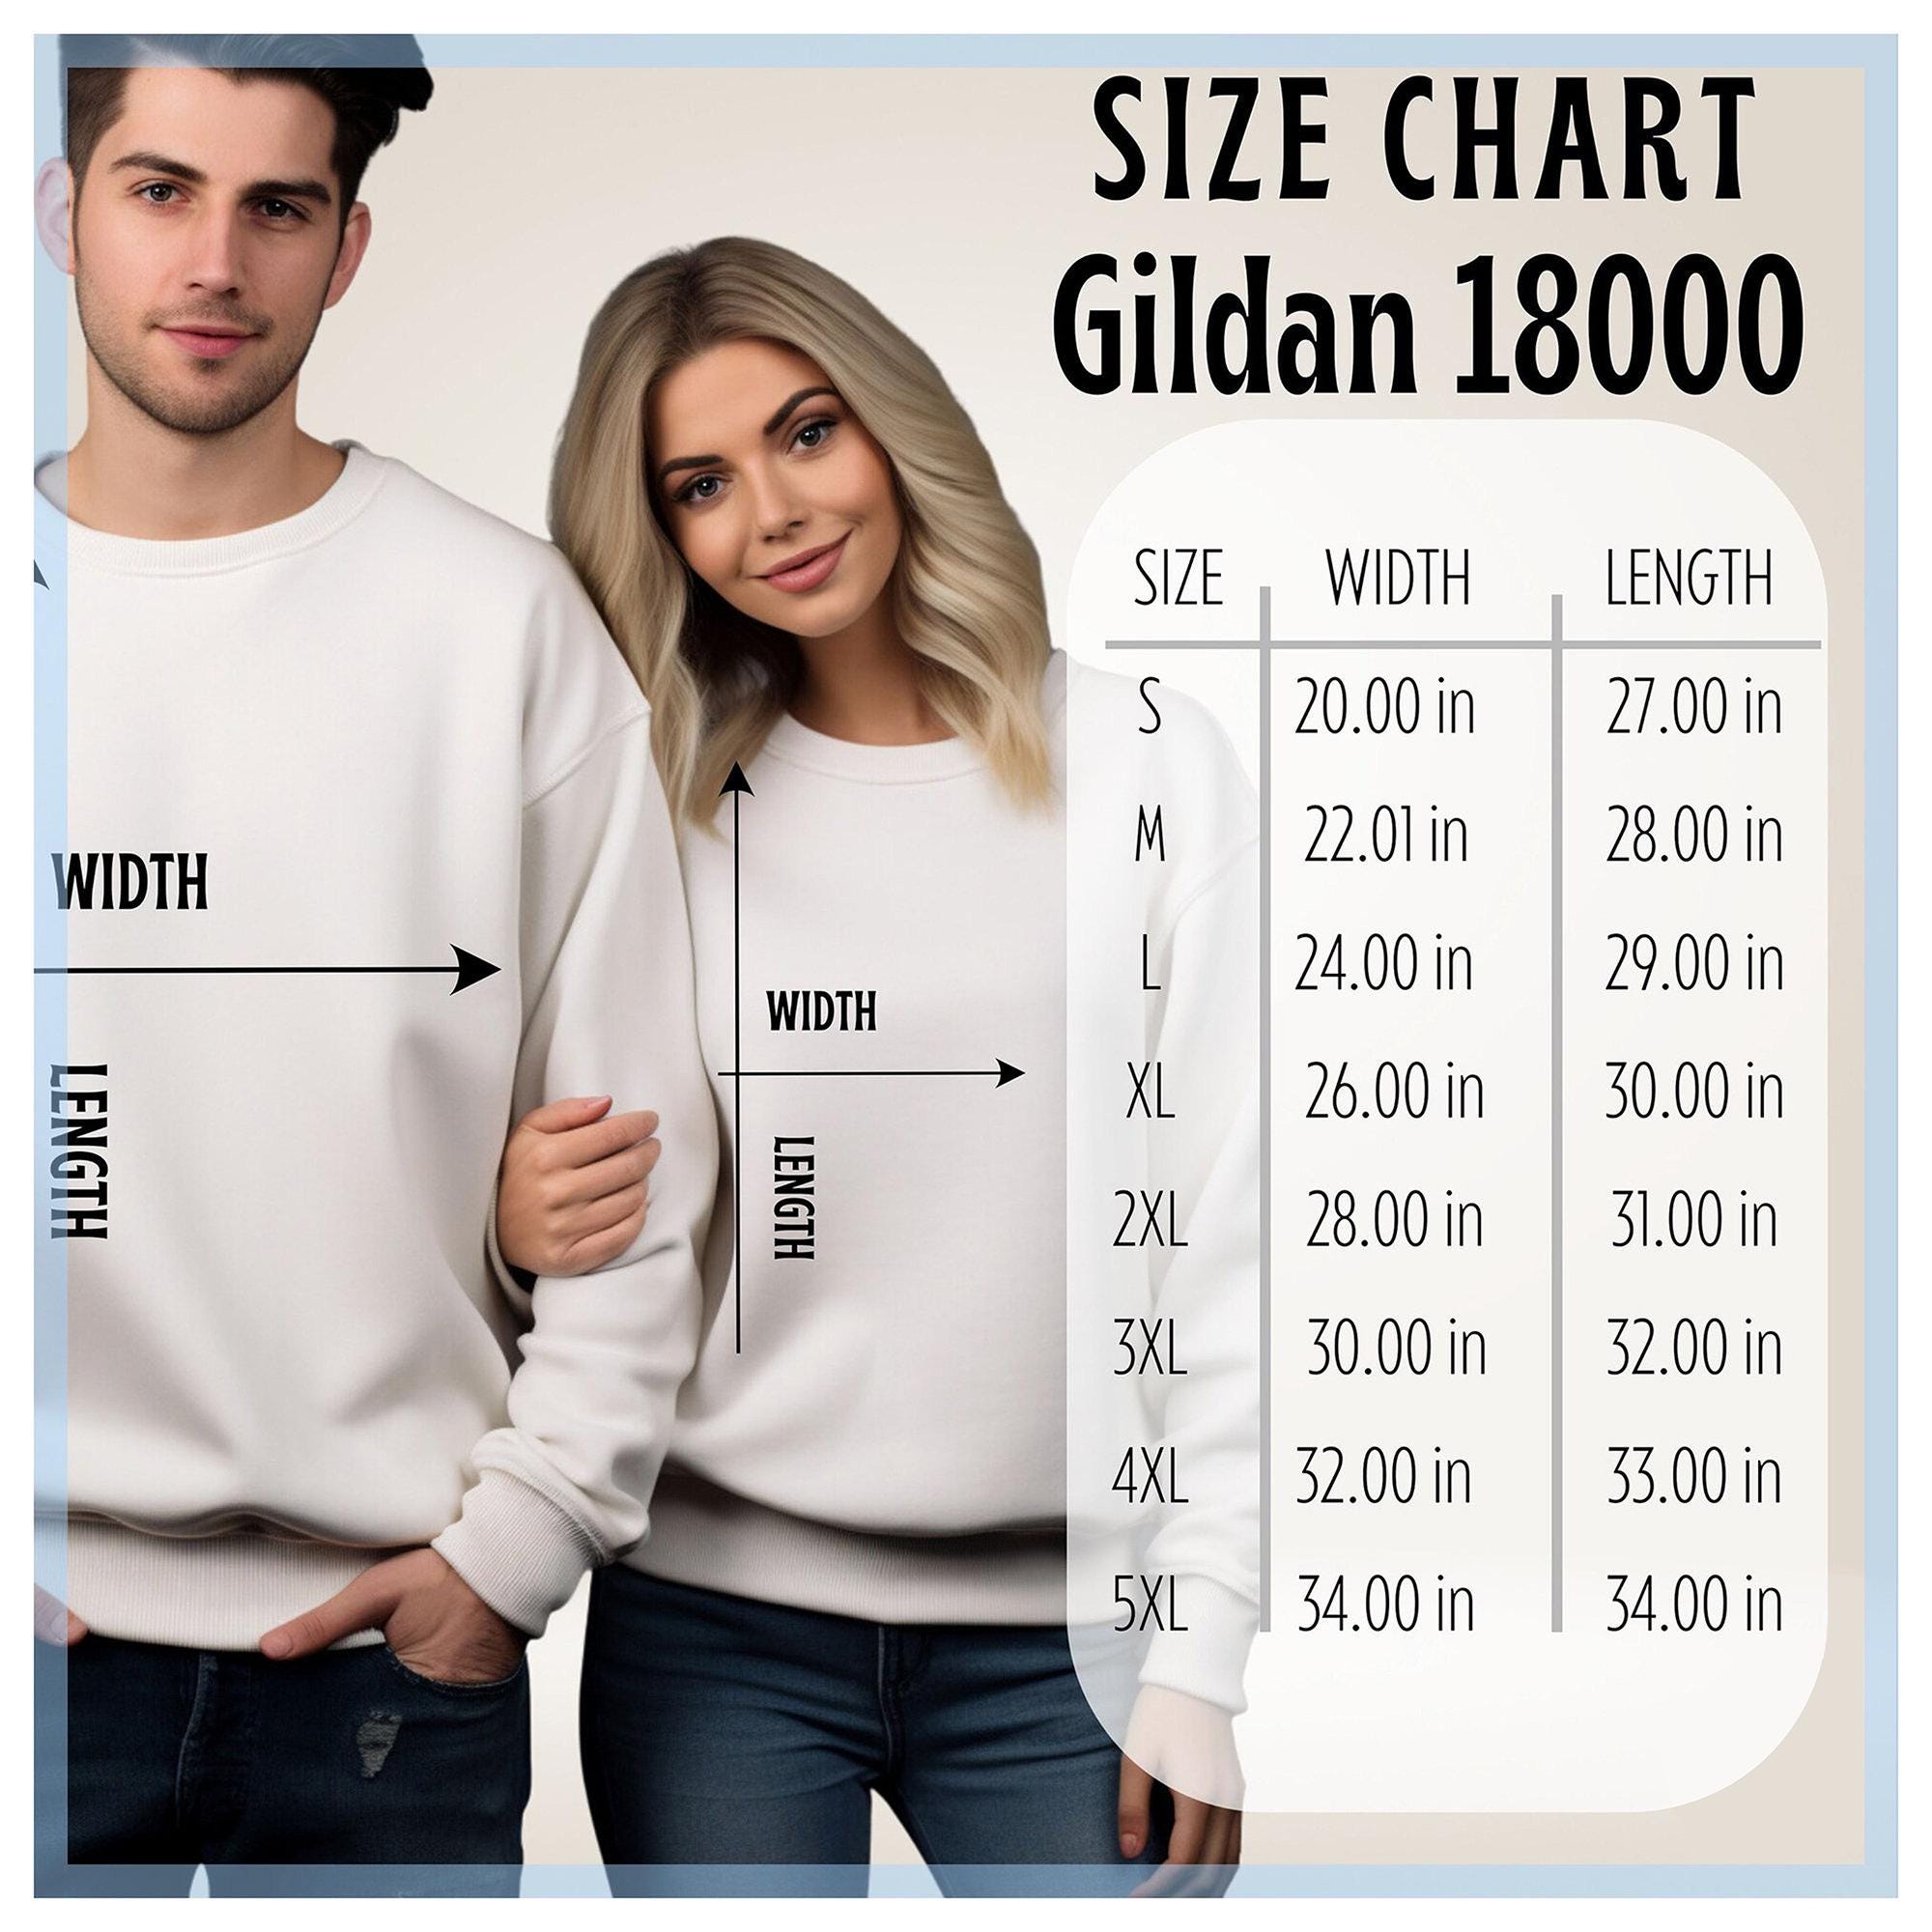 SIZE CHART
Gildan 18000
SIZE WIDTH LENGTH
S 20.00 in 27.00 in
M 22.01 in 28.00 in
L 24.00 in 29.00 in
XL 26.00 in 30.00 in
2XL 28.00 in 31.00 in
3XL 30.00 in 32.00 in
4XL 32.00 in 33.00 in
5XL 34.00 in 34.00 in
WIDTH
LENGTH
WIDTH
LENGTH